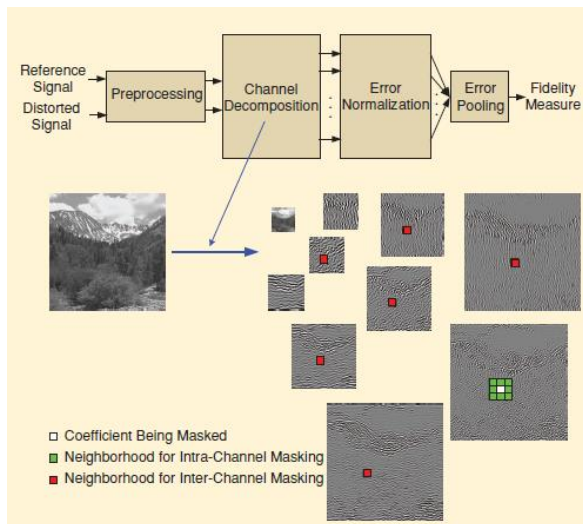 Reference
Signal
Distorted
Signal
Preprocessing
Channel
Decomposition
Error
Normalization
Error
Pooling
Fidelity
Measure
Coefficient Being Masked
Neighborhood for Intra-Channel Masking
Neighborhood for Inter-Channel Masking